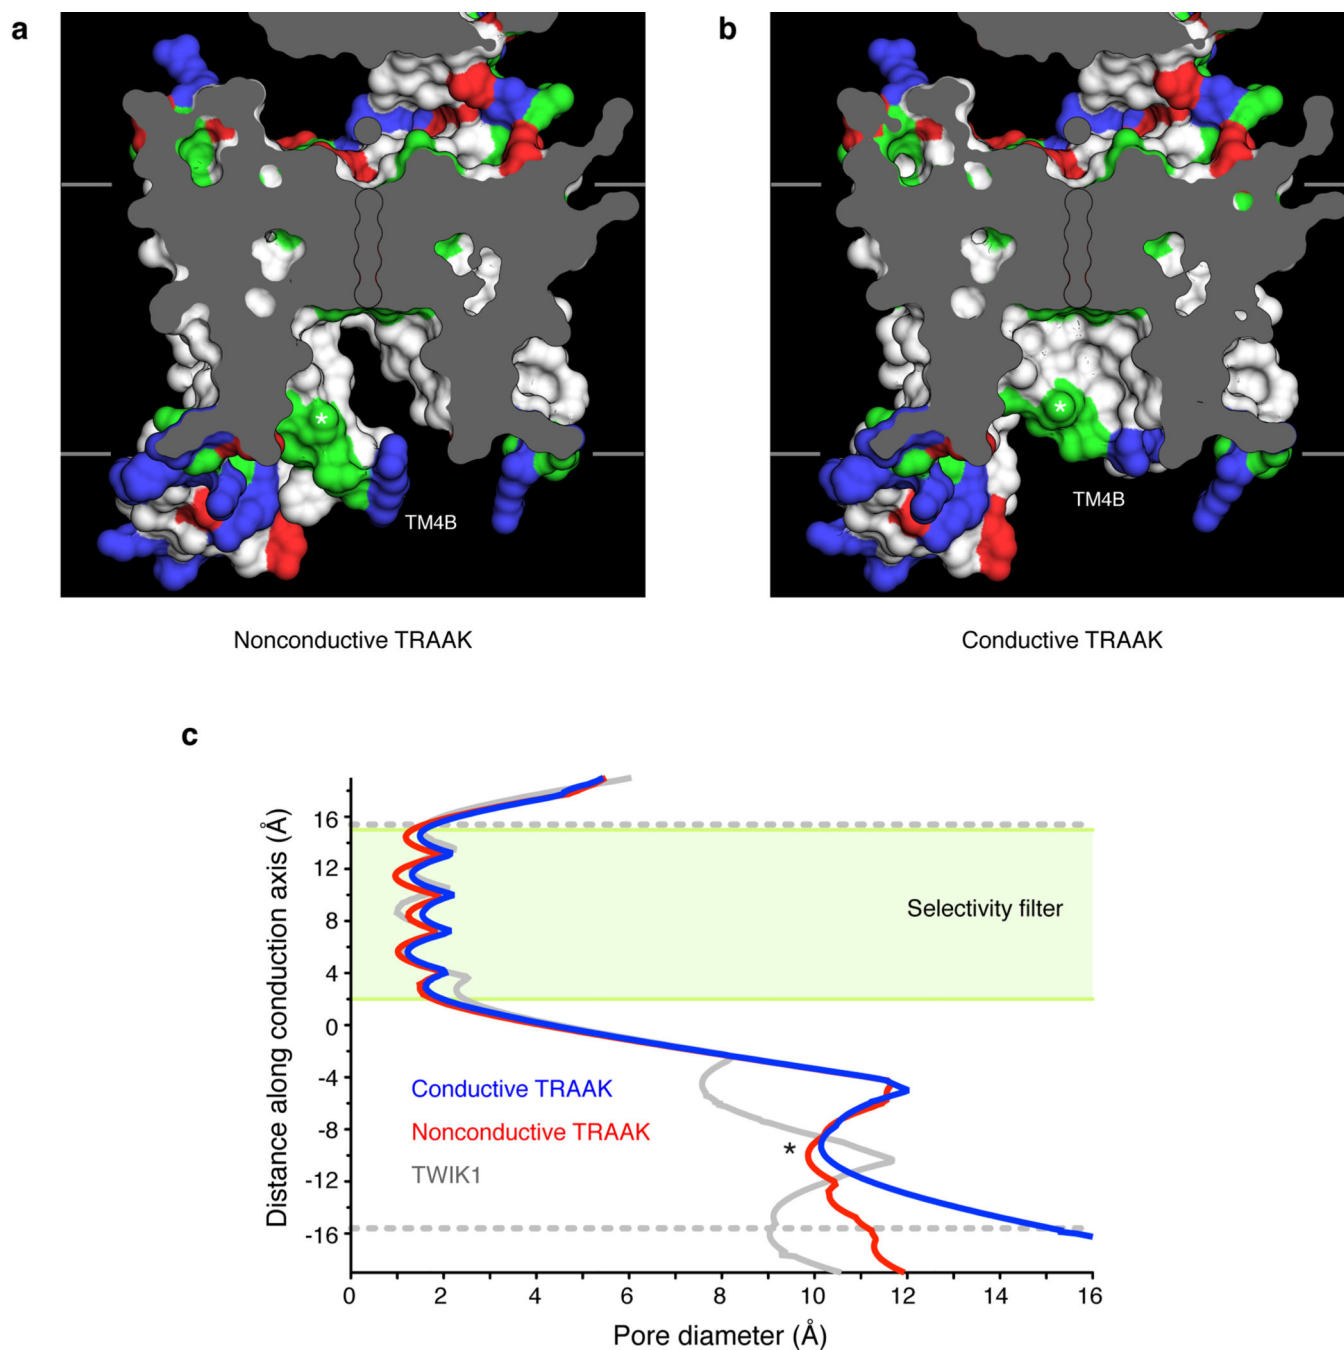 a
b
*
TM4B
*
TM4B
Nonconductive TRAAK
Conductive TRAAK
c
Distance along conduction axis (Å)
16
12
8
4
0
-4
-8
-12
-16
Selectivity filter
Conductive TRAAK
Nonconductive TRAAK
TWIK1
*
0 2 4 6 8 10 12 14 16
Pore diameter (Å)